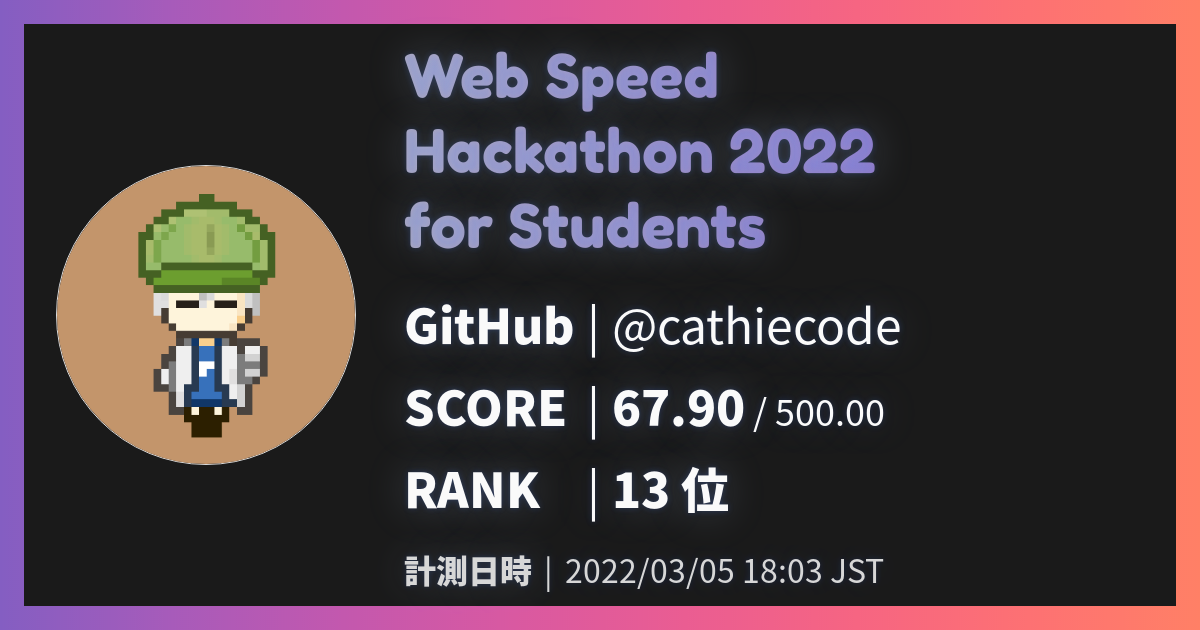 Web Speed
Hackathon 2022
for Students
GitHub | @cathiecode
SCORE | 67.90 / 500.00
RANK | 13 位
計測日時 | 2022/03/05 18:03 JST